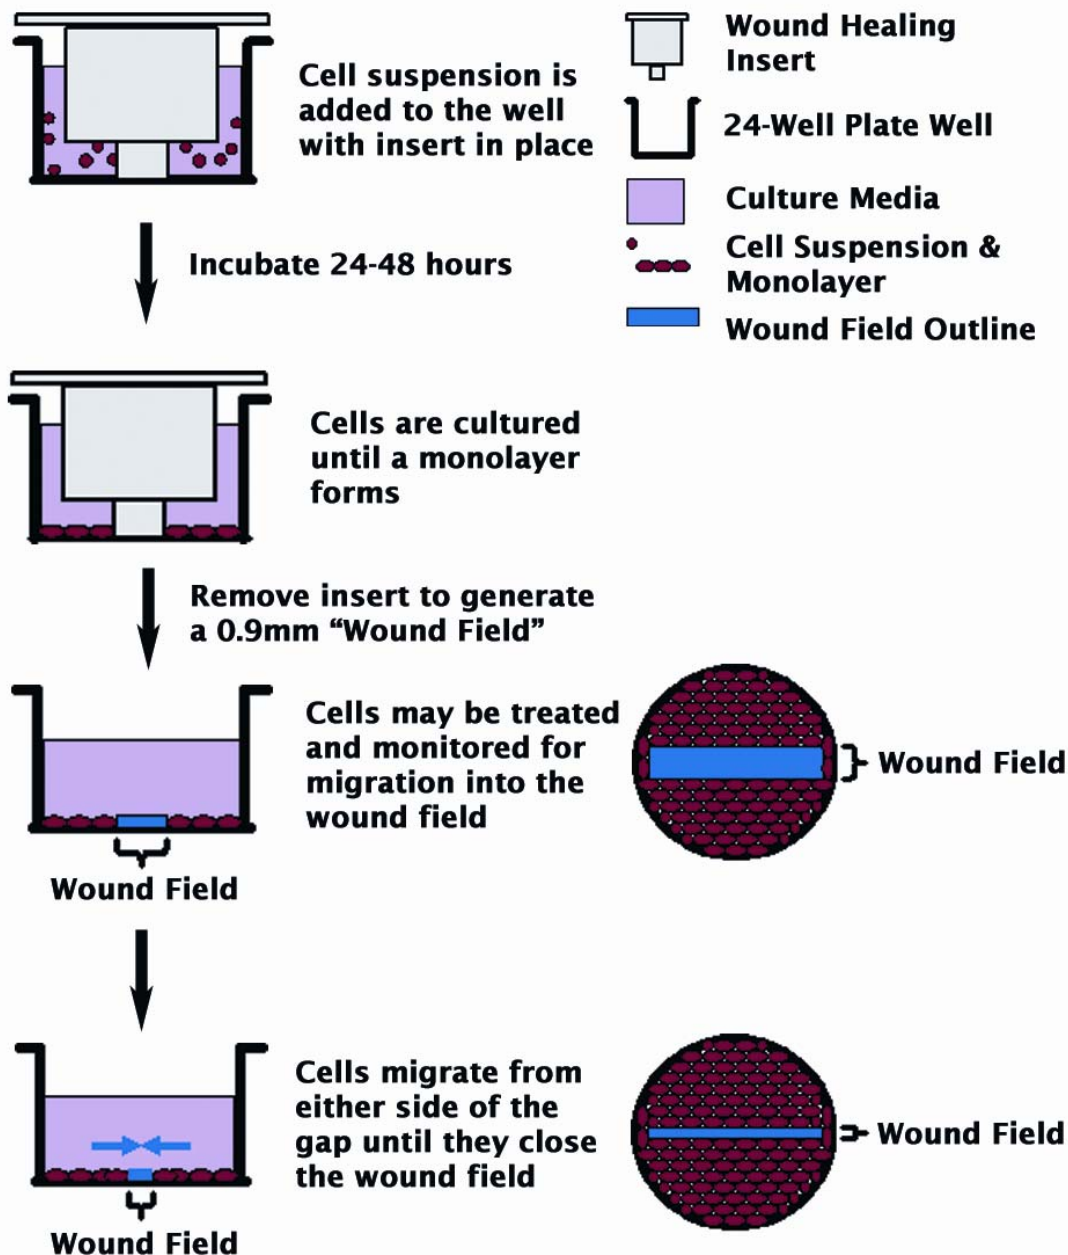 Cell suspension is
added to the well
with insert in place
Wound Healing
Insert
24-Well Plate Well
Culture Media
Cell Suspension &
Monolayer
Wound Field Outline
Incubate 24-48 hours
Cells are cultured
until a monolayer
forms
Remove insert to generate
a 0.9mm “Wound Field”
Cells may be treated
and monitored for
migration into the
wound field
Wound Field
Wound Field
Cells migrate from
either side of the
gap until they close
the wound field
Wound Field
Wound Field